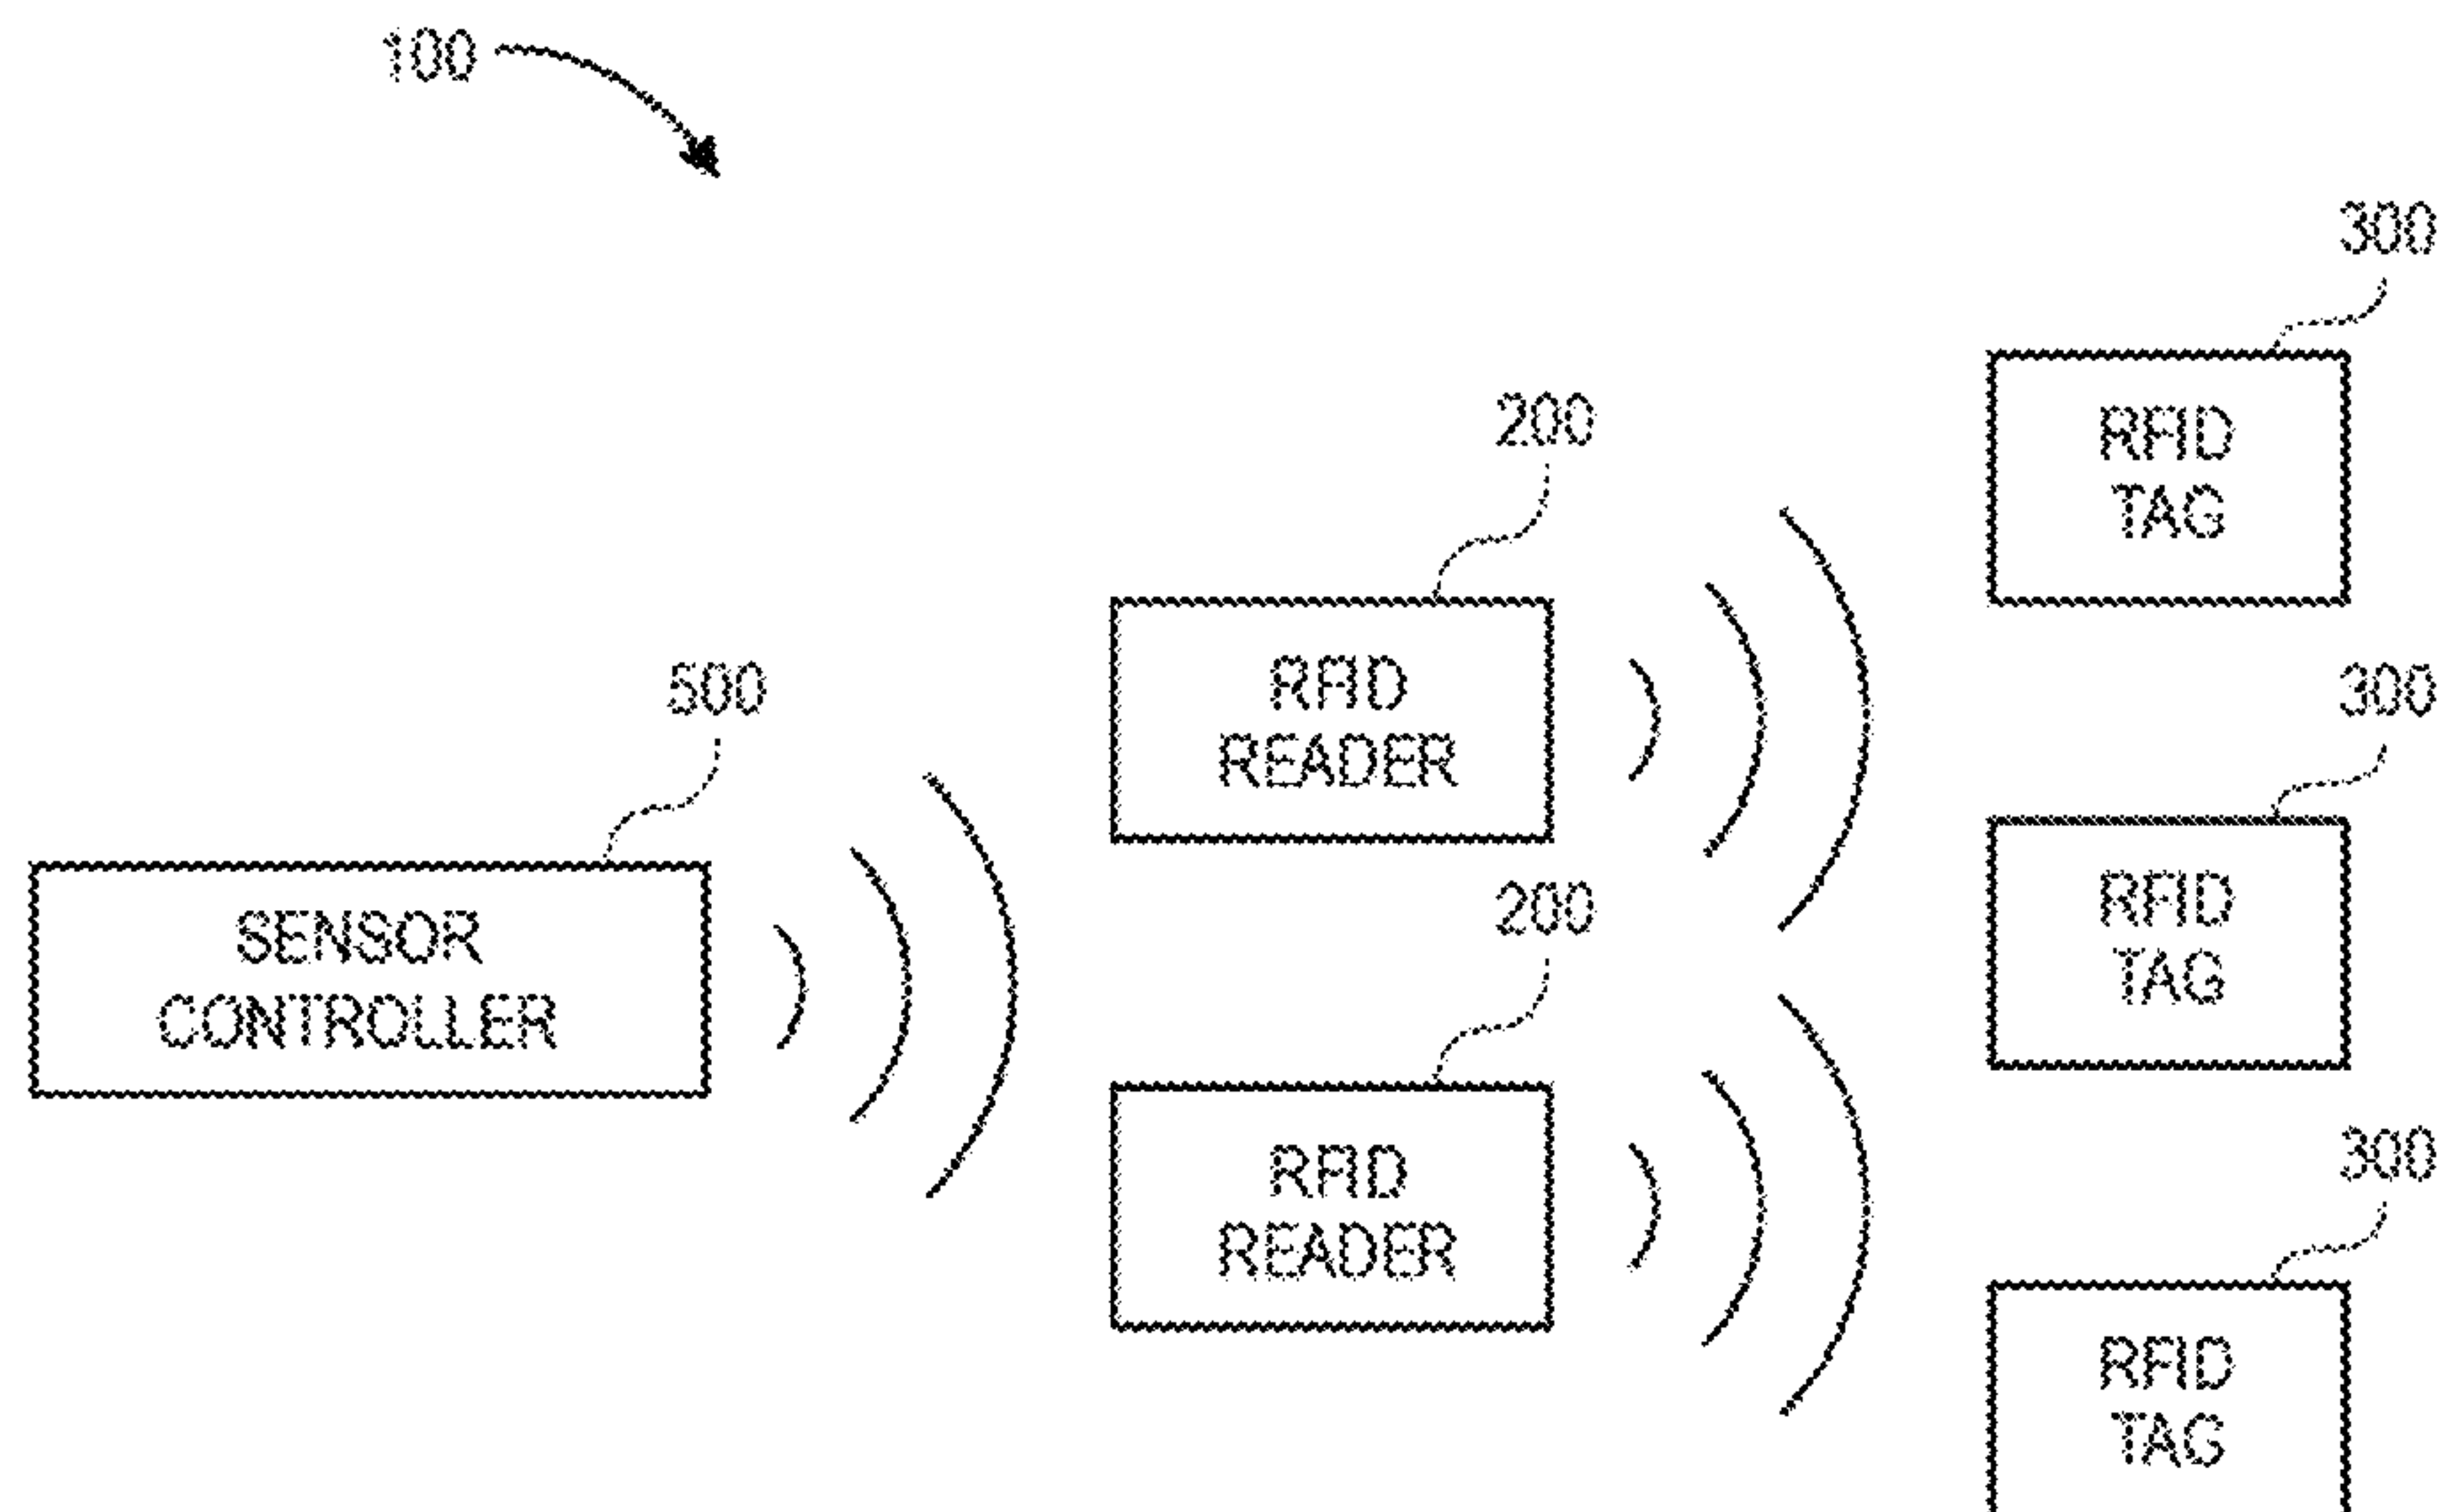 100
300
200
RFID
TAG
500
RFID
READER
300
SENSOR
CONTROLLER
200
RFID
TAG
RFID
READER
300
RFID
TAG